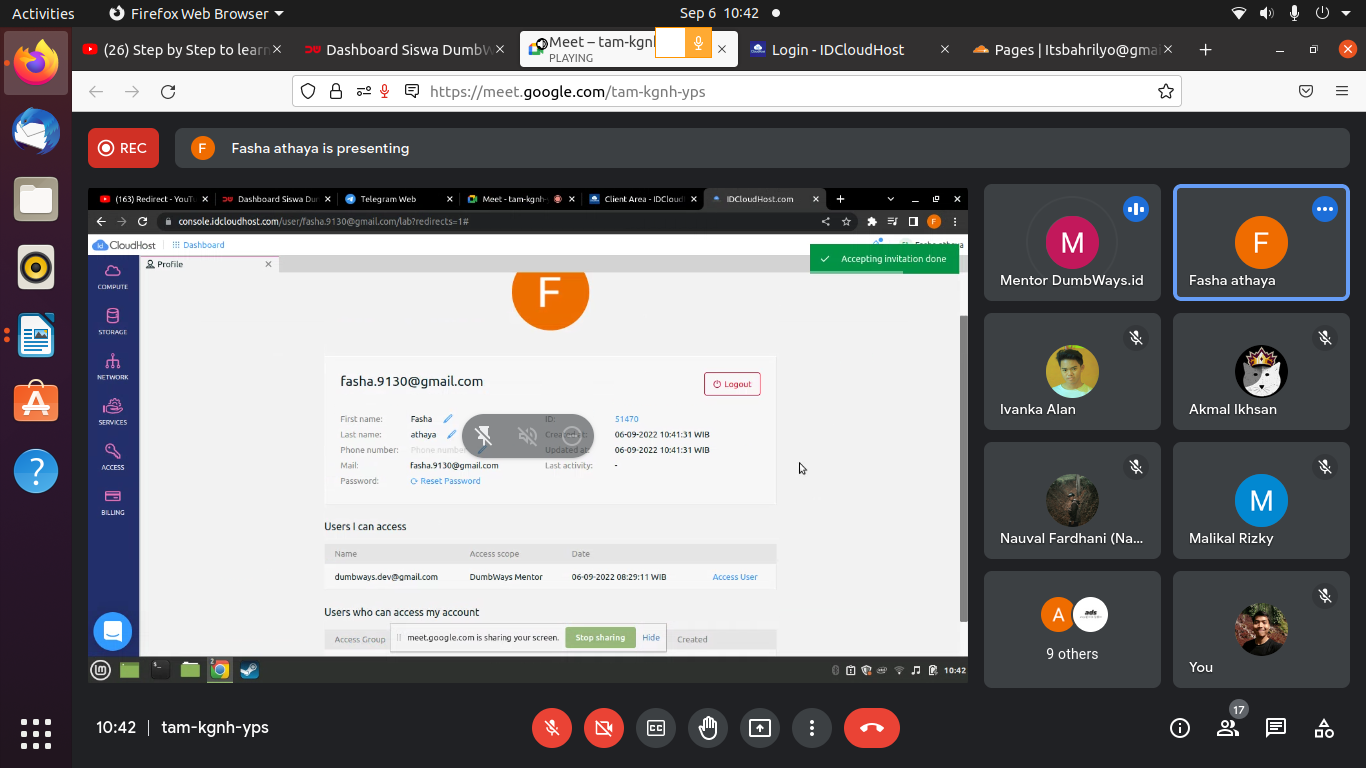 Activities
Firefox Web Browser
Sep 6 10:42
(26) Step by Step to learn
Dashboard Siswa DumbW
Meet – tam-kgnh
PLAYING
Login - IDCloudHost
Pages | Itsbahrilyo@gma
https://meet.google.com/tam-kgnh-yps
REC
F
Fasha athaya is presenting
(163) Redirect - YouTu
Dashboard Siswa Dum
Telegram Web
Meet - tam-kgnh-
Client Area - IDCloud
IDCloudHost.com
console.idcloudhost.com/user/fasha.9130@gmail.com/lab?redirects=1#
F
id CloudHost
Dashboard
Profile
Accepting invitation done
COMPUTE
STORAGE
NETWORK
SERVICES
ACCESS
BILLING
F
fasha.9130@gmail.com
Logout
First name: Fasha
ID: 51470
Last name: athaya
06-09-2022 10:41:31 WIB
Phone number:
Updated at: 06-09-2022 10:41:31 WIB
Mail: fasha.9130@gmail.com
Last activity: -
Password: Reset Password
Users I can access
Name Access scope Date
dumbways.dev@gmail.com DumbWays Mentor 06-09-2022 08:29:11 WIB Access User
Users who can access my account
Access Group Created
meet.google.com is sharing your screen. Stop sharing Hide
2
10:42
M
Mentor DumbWays.id
F
Fasha athaya
Ivanka Alan
Akmal Ikhsan
Nauval Fardhani (Na...
M
Malikal Rizky
A
ads
9 others
You
10:42 | tam-kgnh-yps
CC
17